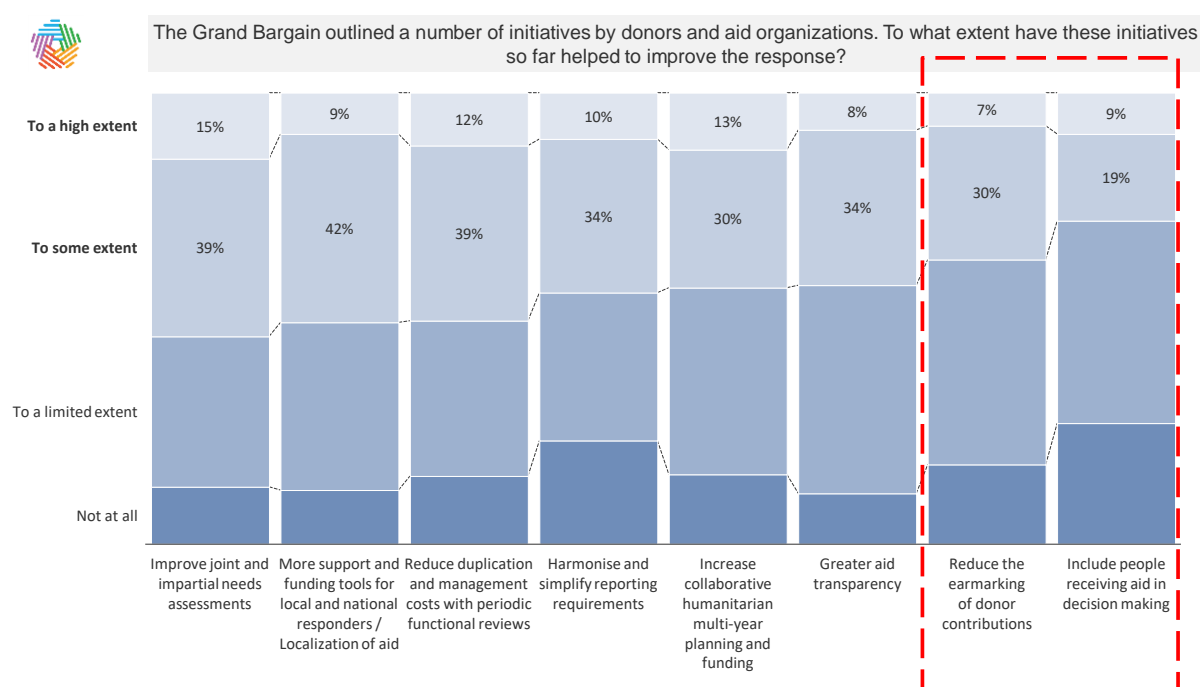 The Grand Bargain outlined a number of initiatives by donors and aid organizations. To what extent have these initiatives
so far helped to improve the response?
To a high extent
15%
9%
12%
10%
13%
8%
7%
9%
To some extent
39%
42%
39%
34%
30%
34%
30%
19%
To a limited extent
Not at all
Improve joint and
impartial needs
assessments
More support and
funding tools for
local and national
responders /
Localization of aid
Reduce duplication
and management
costs with periodic
functional reviews
Harmonise and
simplify reporting
requirements
Increase
collaborative
humanitarian
multi-year
planning and
funding
Greater aid
transparency
Reduce the
earmarking
of donor
contributions
Include people
receiving aid in
decision making